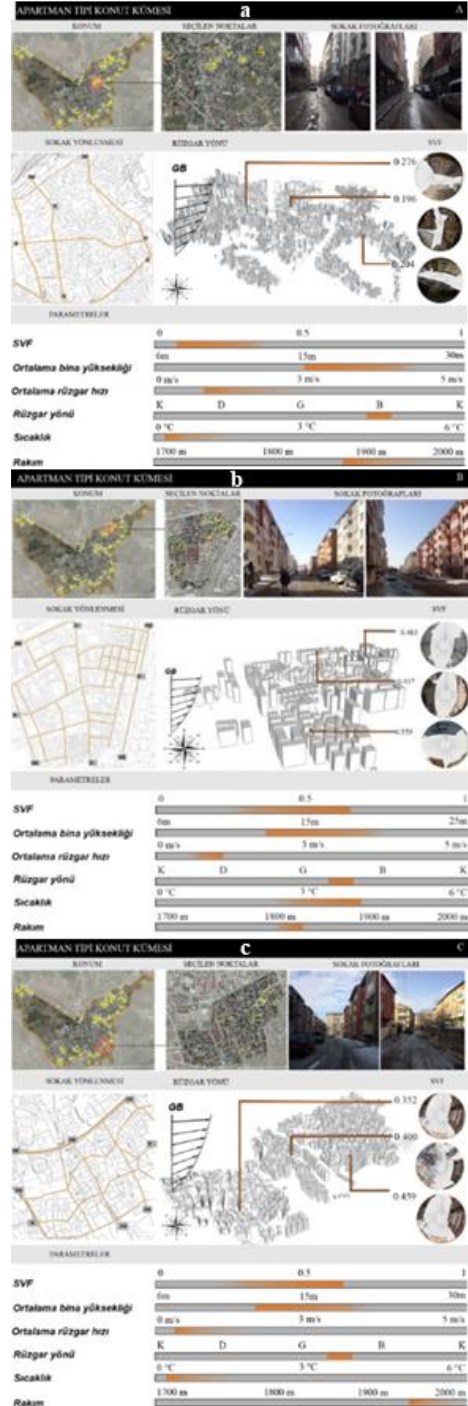 a
APARTMAN TİPİ KONUT KÜMESİ A
KONUM SEÇİLEN NOKTALAR SOKAK FOTOĞRAFLARI
SOKAK YÖNLENMESİ RÜZGAR YÖNÜ SVF
GB
0.276
0.196
0.204
PARAMETRELER
0 0.5 1
SVF
6m 15m 30m
Ortalama bina yüksekliği
0 m/s 3 m/s 5 m/s
Ortalama rüzgar hızı
K D G B K
Rüzgar yönü
0 °C 3 °C 6 °C
Sıcaklık
1700 m 1800 m 1900 m 2000 m
Rakım
b
APARTMAN TİPİ KONUT KÜMESİ B
KONUM SEÇİLEN NOKTALAR SOKAK FOTOĞRAFLARI
SOKAK YÖNLENMESİ RÜZGAR YÖNÜ SVF
GB
PARAMETRELER
0 0.5 1
SVF
6m 15m 25m
Ortalama bina yüksekliği
0 m/s 3 m/s 5 m/s
Ortalama rüzgar hızı
K D G B K
Rüzgar yönü
0 °C 3 °C 6 °C
Sıcaklık
1700 m 1800 m 1900 m 2000 m
Rakım
c
APARTMAN TİPİ KONUT KÜMESİ C
KONUM SEÇİLEN NOKTALAR SOKAK FOTOĞRAFLARI
SOKAK YÖNLENMESİ RÜZGAR YÖNÜ SVF
GB
0.352
0.400
0.459
PARAMETRELER
0 0.5 1
SVF
6m 15m 30m
Ortalama bina yüksekliği
0 m/s 3 m/s 5 m/s
Ortalama rüzgar hızı
K D G B K
Rüzgar yönü
0 °C 3 °C 6 °C
Sıcaklık
1700 m 1800 m 1900 m 2000 m
Rakım